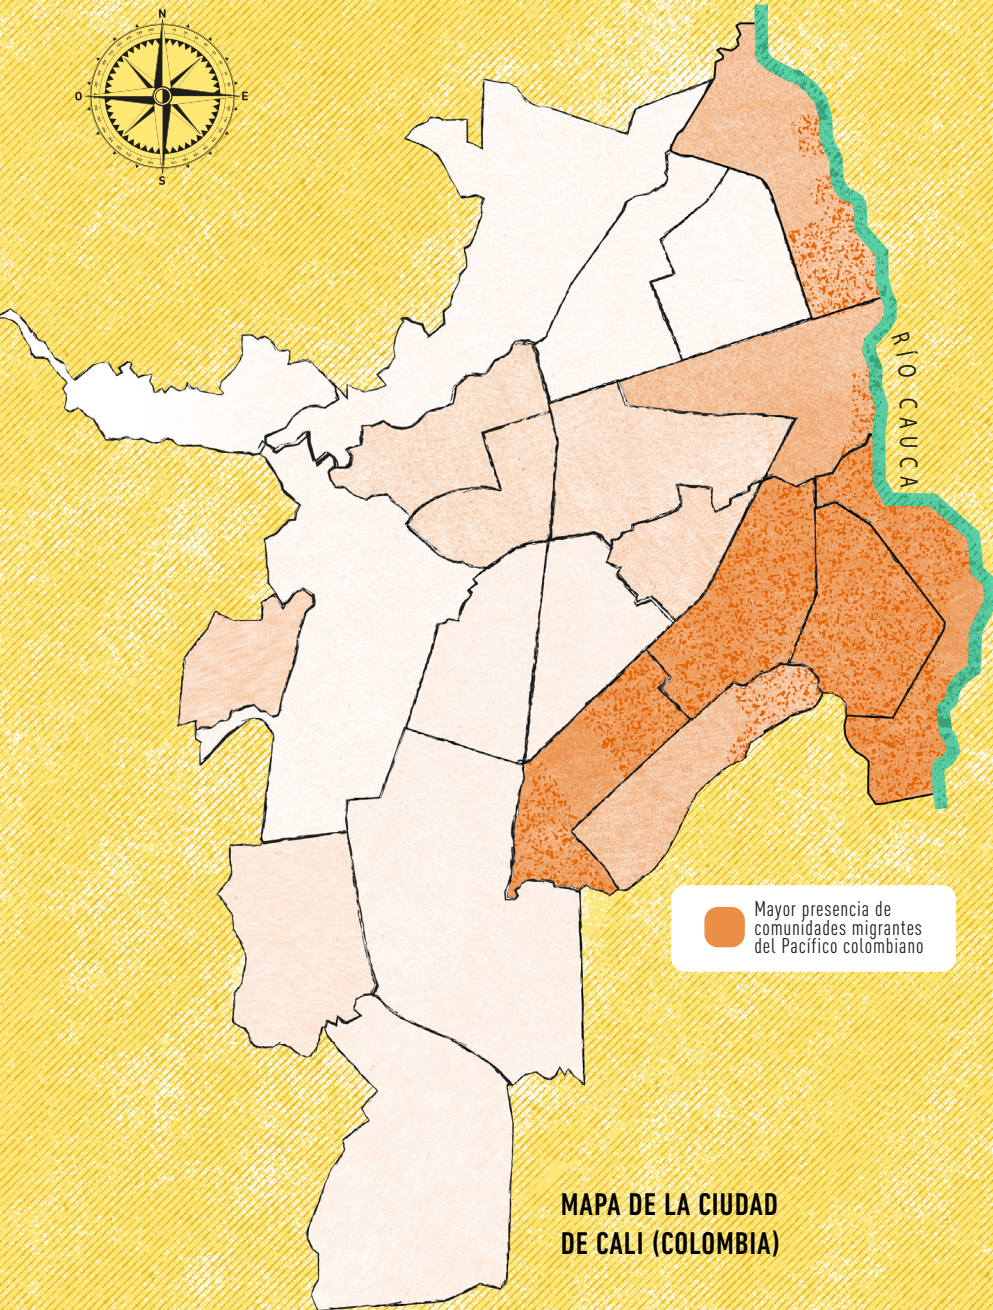 N
O
E
S
RÍO CAUCA
Mayor presencia de
comunidades migrantes
del Pacífico colombiano
MAPA DE LA CIUDAD
DE CALI (COLOMBIA)